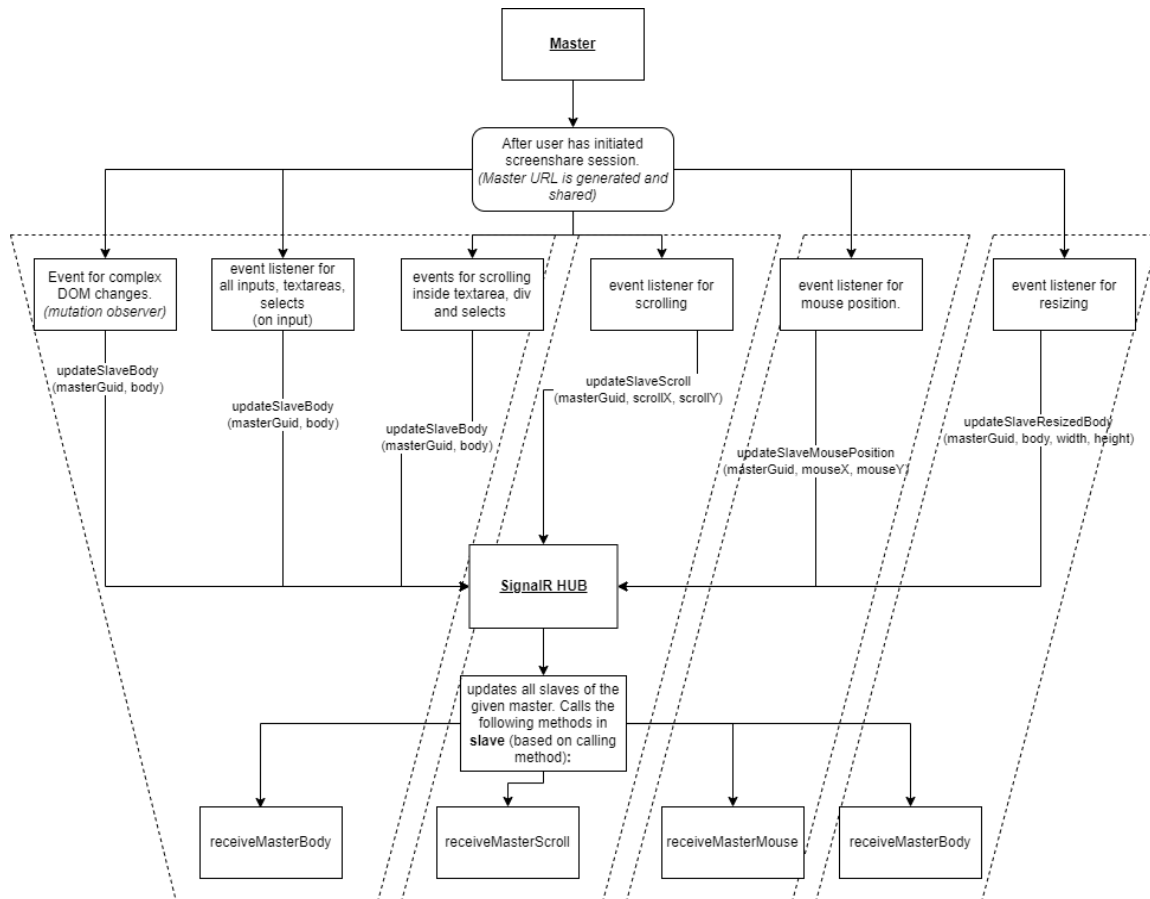 Master
After user has initiated
screenshare session.
(Master URL is generated and
shared)
Event for complex
DOM changes.
(mutation observer)
event listener for
all inputs, textareas,
selects
(on input)
events for scrolling
inside textarea, div
and selects
event listener for
scrolling
event listener for
mouse position.
event listener for
resizing
updateSlaveBody
(masterGuid, body)
updateSlaveBody
(masterGuid, body)
updateSlaveBody
(masterGuid, body)
updateSlaveScroll
(masterGuid, scrollX, scrollY)
updateSlaveMousePosition
(masterGuid, mouseX, mouseY)
updateSlaveResizedBody
(masterGuid, body, width, height)
SignalR HUB
updates all slaves of the
given master. Calls the
following methods in
slave (based on calling
method):
receiveMasterBody
receiveMasterScroll
receiveMasterMouse
receiveMasterBody